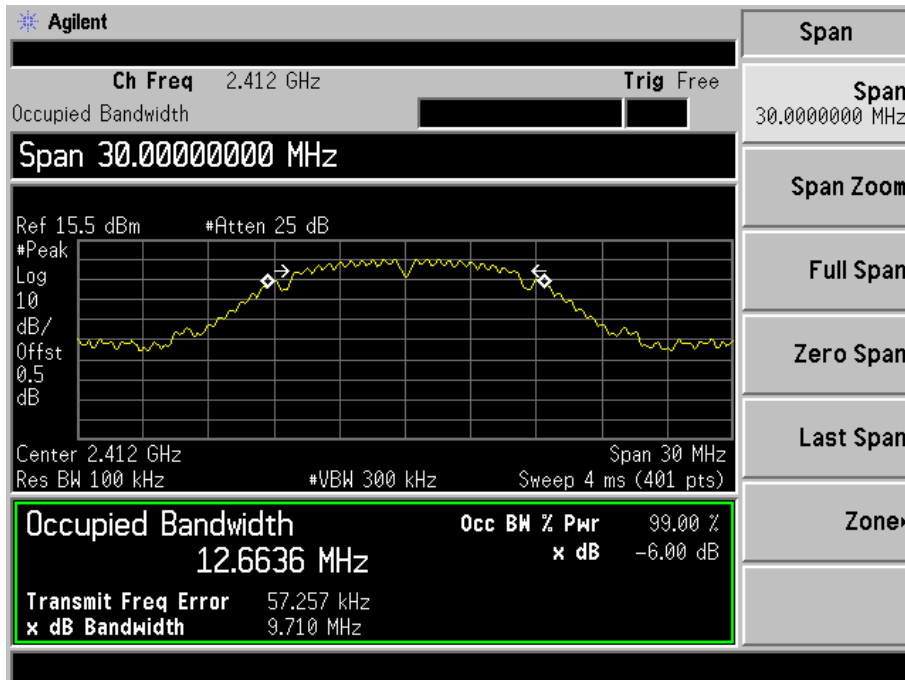 Agilent
Ch Freq 2.412 GHz Trig Free
Occupied Bandwidth
Span 30.00000000 MHz
Ref 15.5 dBm #Atten 25 dB
#Peak
Log
10
dB/
Offst
0.5
dB
Center 2.412 GHz Span 30 MHz
Res BW 100 kHz #VBW 300 kHz Sweep 4 ms (401 pts)
Occupied Bandwidth Occ BW % Pwr 99.00 %
12.6636 MHz x dB -6.00 dB
Transmit Freq Error 57.257 kHz
x dB Bandwidth 9.710 MHz
Span
Span
30.0000000 MHz
Span Zoom
Full Span
Zero Span
Last Span
Zone